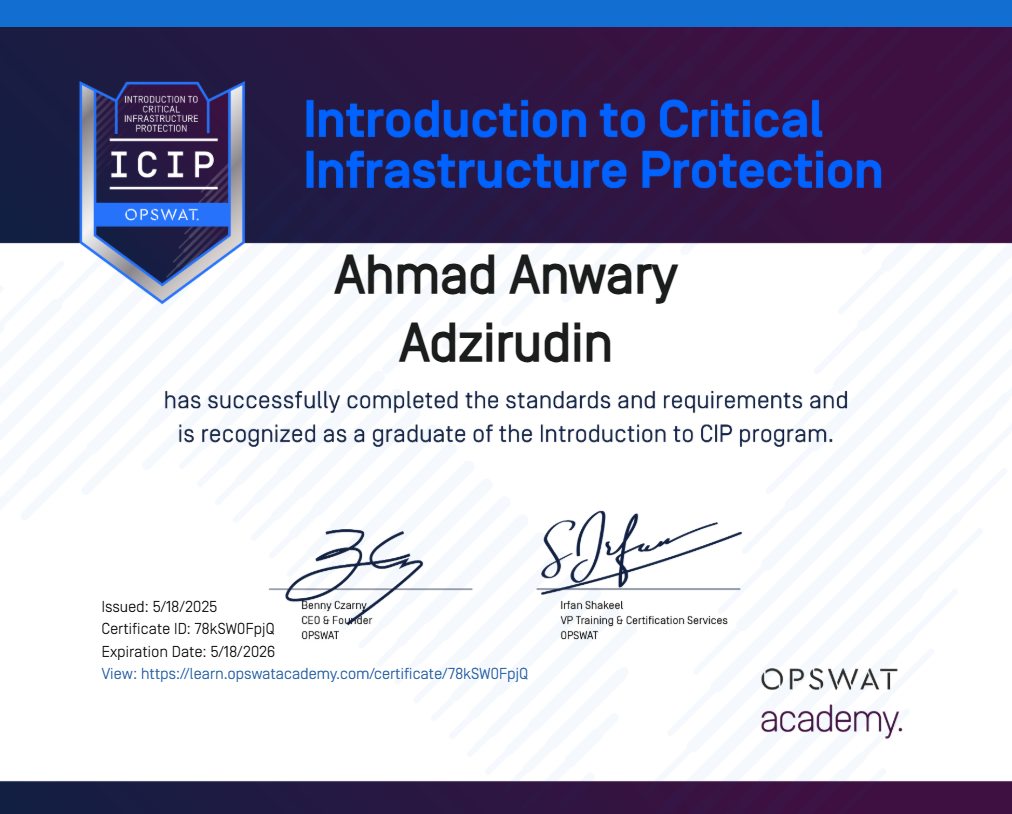 INTRODUCTION TO
CRITICAL
INFRASTRUCTURE
PROTECTION
ICIP
OPSWAT.
Introduction to Critical
Infrastructure Protection
Ahmad Anwary
Adzirudin
has successfully completed the standards and requirements and
is recognized as a graduate of the Introduction to CIP program.
Issued: 5/18/2025
Certificate ID: 78kSW0FpjQ
Expiration Date: 5/18/2026
View: https://learn.opswatacademy.com/certificate/78kSW0FpjQ
Benny Czarny
CEO & Founder
OPSWAT
Irfan Shakeel
VP Training & Certification Services
OPSWAT
OPSWAT
academy.